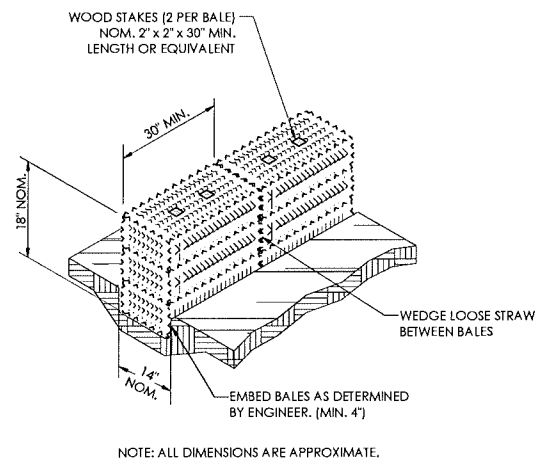 WOOD STAKES (2 PER BALE)
NOM. 2" x 2" x 30" MIN.
LENGTH OR EQUIVALENT
30" MIN.
18" NOM.
WEDGE LOOSE STRAW
BETWEEN BALES
14"
NOM.
EMBED BALES AS DETERMINED
BY ENGINEER. (MIN. 4")
NOTE: ALL DIMENSIONS ARE APPROXIMATE.